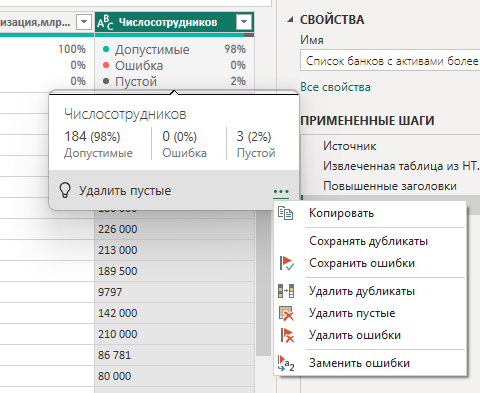 изация,млр...
ABC Числосотрудников
100%
0%
0%
Допустимые 98%
Ошибка 0%
Пустой 2%
Числосотрудников
184 (98%) 0 (0%) 3 (2%)
Допустимые Ошибка Пустой
Удалить пустые ...
226 000
213 000
189 500
9797
142 000
210 000
86 781
80 000
СВОЙСТВА
Имя
Список банков с активами более
Все свойства
ПРИМЕНЕННЫЕ ШАГИ
Источник
Извлеченная таблица из HT.
Повышенные заголовки
Копировать
Сохранять дубликаты
Сохранить ошибки
Удалить дубликаты
Удалить пустые
Удалить ошибки
Заменить ошибки